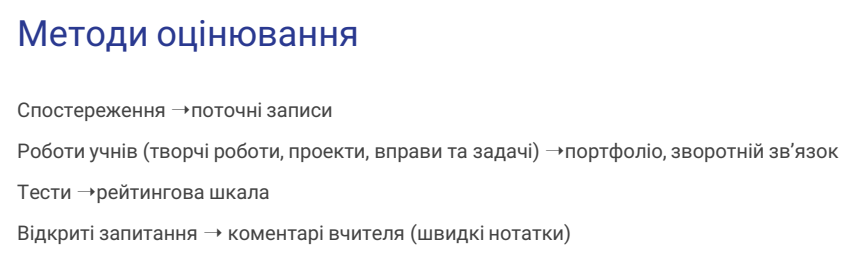 Методи оцінювання
Спостереження →поточні записи
Роботи учнів (творчі роботи, проекти, вправи та задачі) →портфоліо, зворотній зв’язок
Тести →рейтингова шкала
Відкриті запитання → коментарі вчителя (швидкі нотатки)